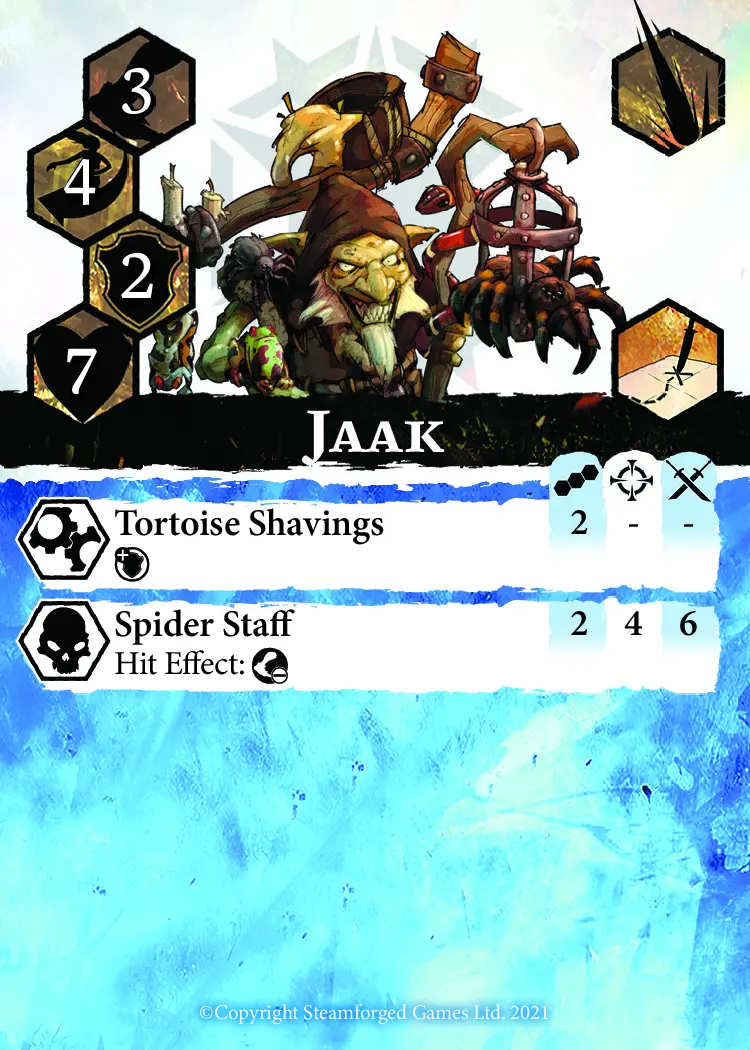 3
4
2
7
JAAK
Tortoise Shavings 2 - -
Spider Staff 2 4 6
Hit Effect:
©Copyright Steamforged Games Ltd. 2021